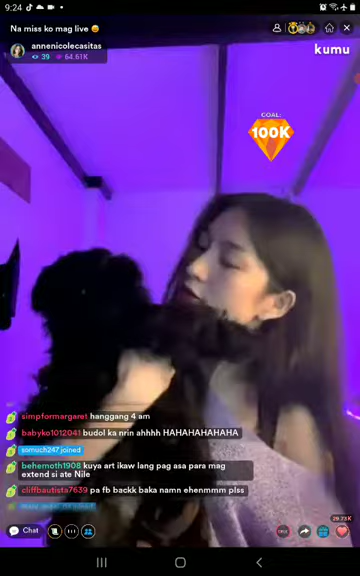 9:24
Na miss ko mag live
annenicolecasitas
39 64.61K
kumu
GOAL:
100K
simpformargaret hanggang 4 am
babyko1012041 budol ka nrin ahhhh HAHAHAHAHAHA
somuch247 joined
behemoth1908 kuya art ikaw lang pag asa para mag
extend si ate Nile
cliffbautista7639 pa fb backk baka namn ehenmmm plss
28.73K
Chat